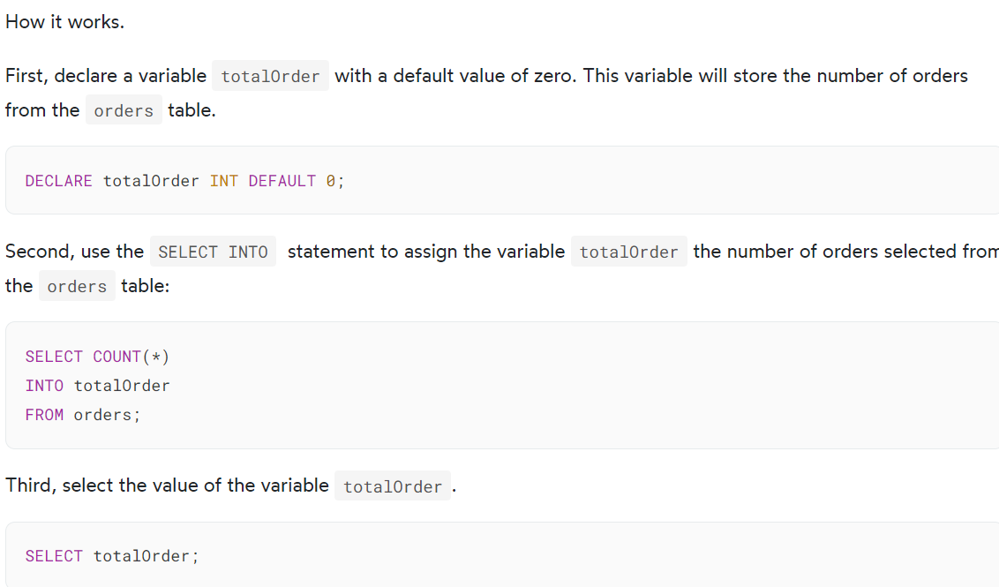 How it works.
First, declare a variable totalOrder with a default value of zero. This variable will store the number of orders
from the orders table.
DECLARE totalOrder INT DEFAULT 0;
Second, use the SELECT INTO statement to assign the variable totalOrder the number of orders selected from
the orders table:
SELECT COUNT(*)
INTO totalOrder
FROM orders;
Third, select the value of the variable totalOrder.
SELECT totalOrder;